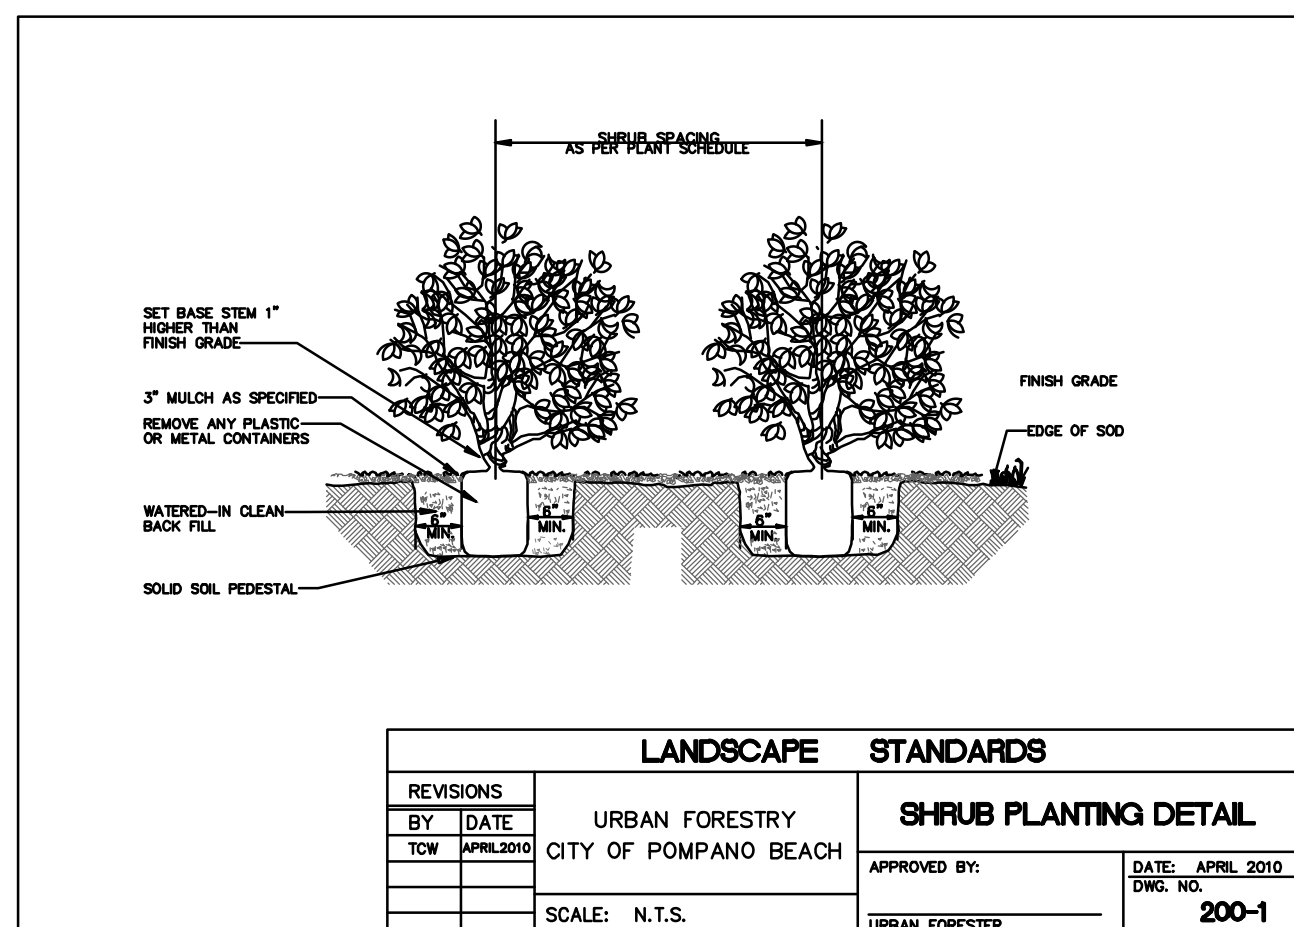 SHRUB SPACING
AS PER PLANT SCHEDULE
SET BASE STEM 1"
HIGHER THAN
FINISH GRADE
3" MULCH AS SPECIFIED
REMOVE ANY PLASTIC
OR METAL CONTAINERS
WATERED-IN CLEAN
BACK FILL
SOLID SOIL PEDESTAL
6"
MIN.
6"
MIN.
6"
MIN.
6"
MIN.
FINISH GRADE
EDGE OF SOD
LANDSCAPE STANDARDS
REVISIONS
BY DATE
TCW APRIL2010
URBAN FORESTRY
CITY OF POMPANO BEACH
SCALE: N.T.S.
SHRUB PLANTING DETAIL
APPROVED BY:
URBAN FORESTER
DATE: APRIL 2010
DWG. NO.
200-1